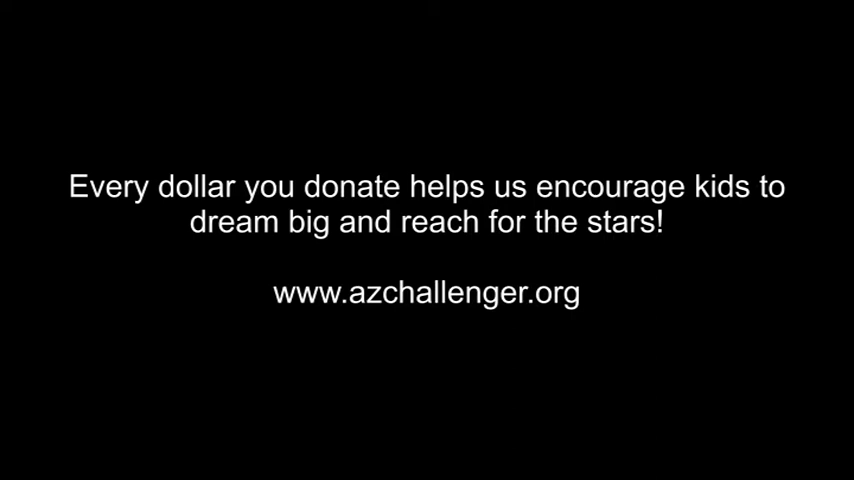 Every dollar you donate helps us encourage kids to
dream big and reach for the stars!
www.azchallenger.org